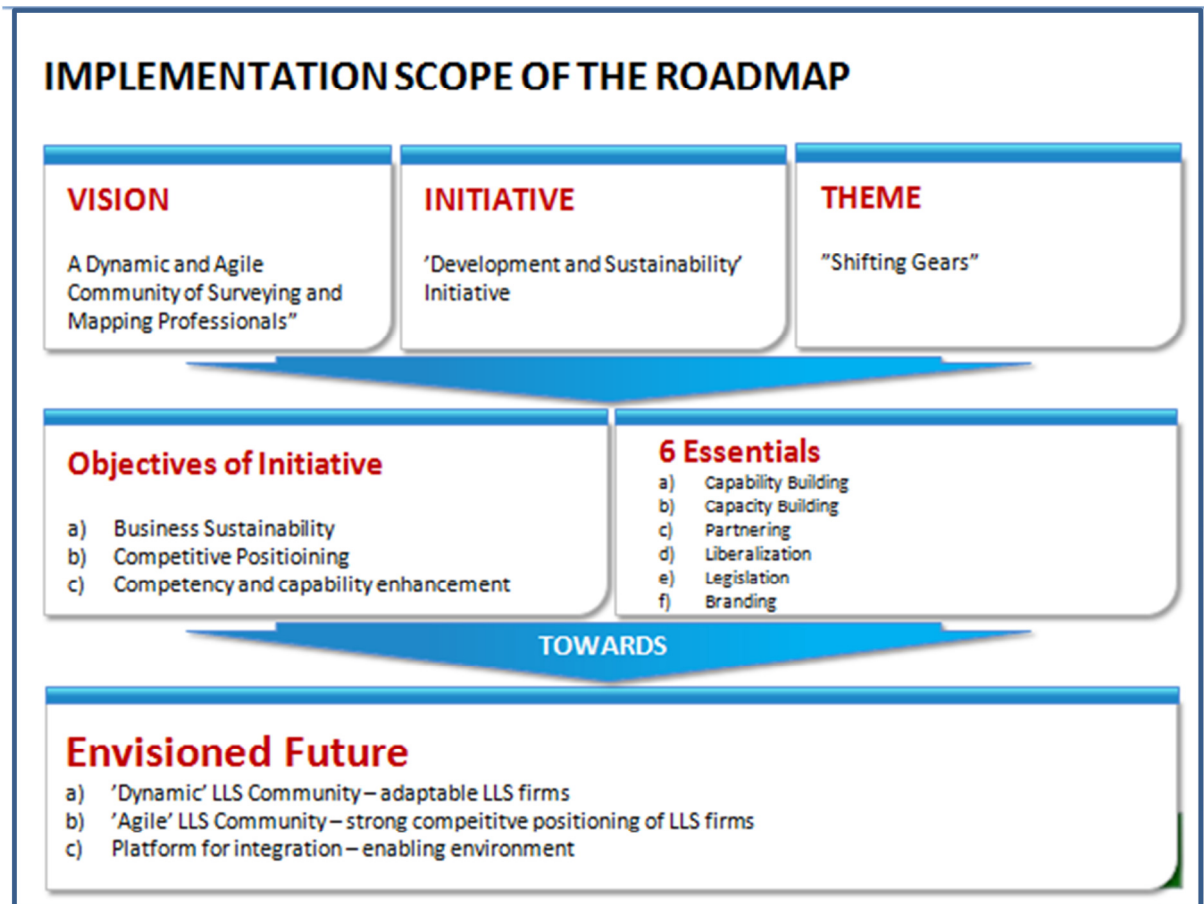 IMPLEMENTATION SCOPE OF THE ROADMAP
VISION
A Dynamic and Agile
Community of Surveying and
Mapping Professionals”
INITIATIVE
’Development and Sustainability’
Initiative
THEME
”Shifting Gears”
Objectives of Initiative
a) Business Sustainability
b) Competitive Positioining
c) Competency and capability enhancement
6 Essentials
a) Capability Building
b) Capacity Building
c) Partnering
d) Liberalization
e) Legislation
f) Branding
TOWARDS
Envisioned Future
a) ’Dynamic’ LLS Community – adaptable LLS firms
b) ’Agile’ LLS Community – strong compeititve positioning of LLS firms
c) Platform for integration – enabling environment